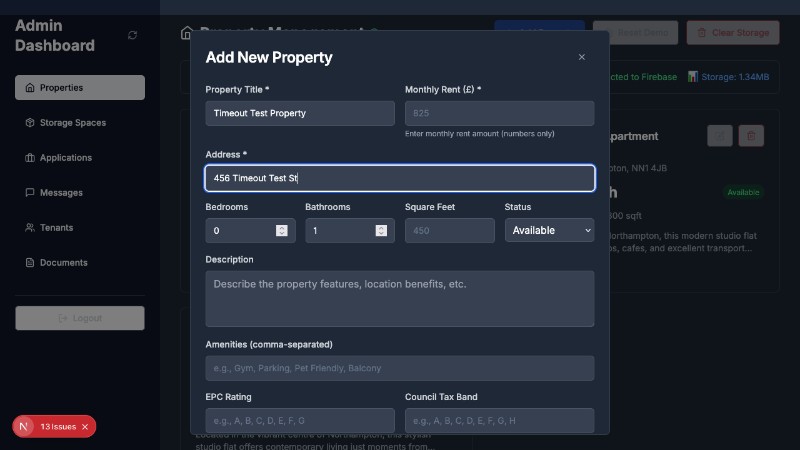 Admin
Dashboard
Properties
Storage Spaces
Applications
Messages
Tenants
Documents
Logout
N 13 Issues
Property Management
Reset Demo
Clear Storage
cted to Firebase
Storage: 1.34MB
Add New Property
Property Title *
Monthly Rent (£) *
Timeout Test Property
825
Enter monthly rent amount (numbers only)
Address *
456 Timeout Test St
Bedrooms
Bathrooms
Square Feet
Status
0
1
450
Available
Description
Describe the property features, location benefits, etc.
Amenities (comma-separated)
e.g., Gym, Parking, Pet Friendly, Balcony
EPC Rating
Council Tax Band
e.g., A, B, C, D, E, F, G
e.g., A, B, C, D, E, F, G, H
partment
pton, NN1 4JB
h
Available
00 sqft
orthampton, this modern studio flat
s, cafes, and excellent transport...
Located in the vibrant centre of Northampton, this stylish
studio flat offers contemporary living just moments from...